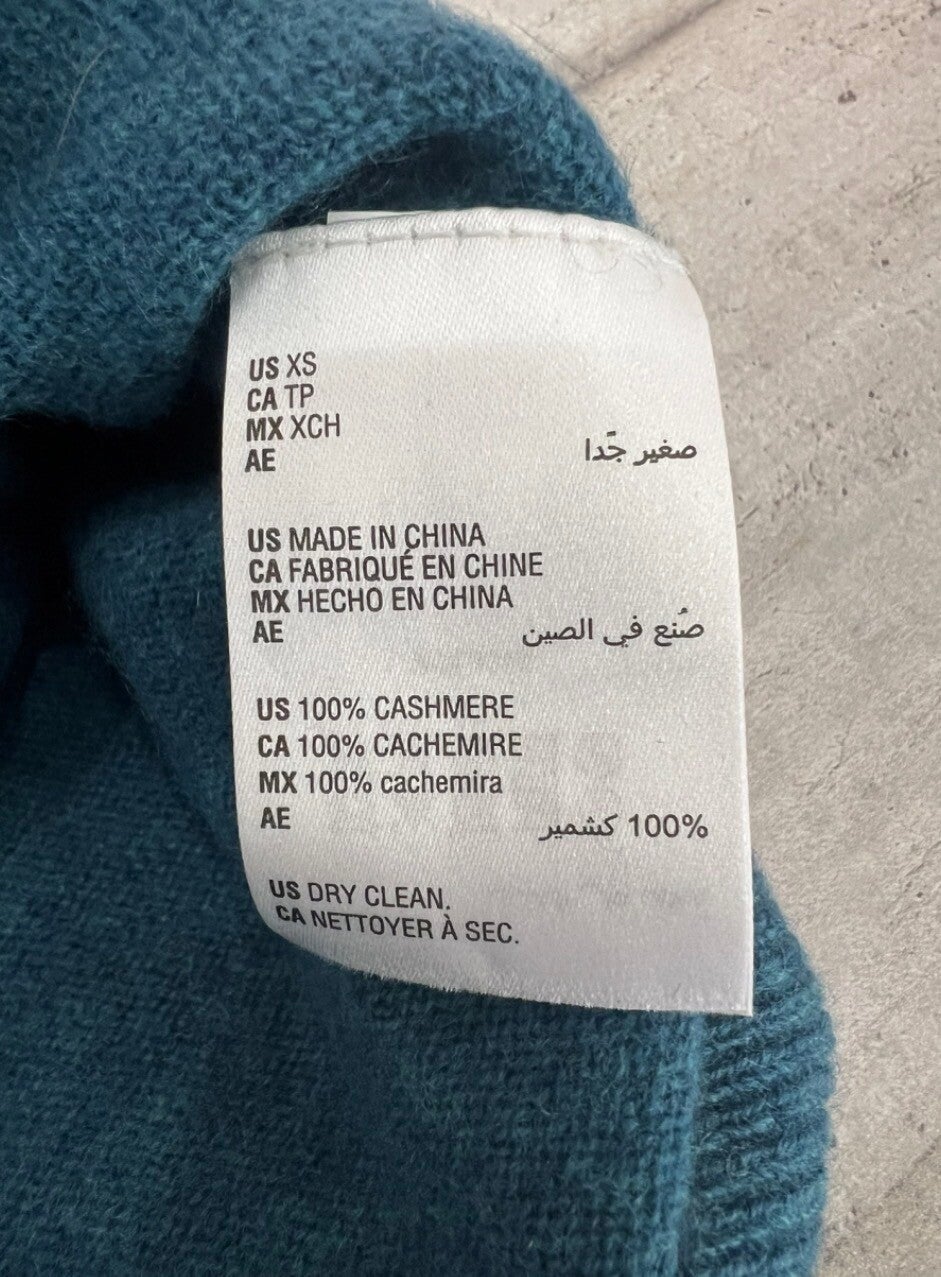 US XS
CA TP
MX XCH
AE صغير جًدا
US MADE IN CHINA
CA FABRIQUÉ EN CHINE
MX HECHO EN CHINA
AE صُنع في الصين
US 100% CASHMERE
CA 100% CACHEMIRE
MX 100% cachemira
AE 100% كشمير
US DRY CLEAN.
CA NETTOYER À SEC.